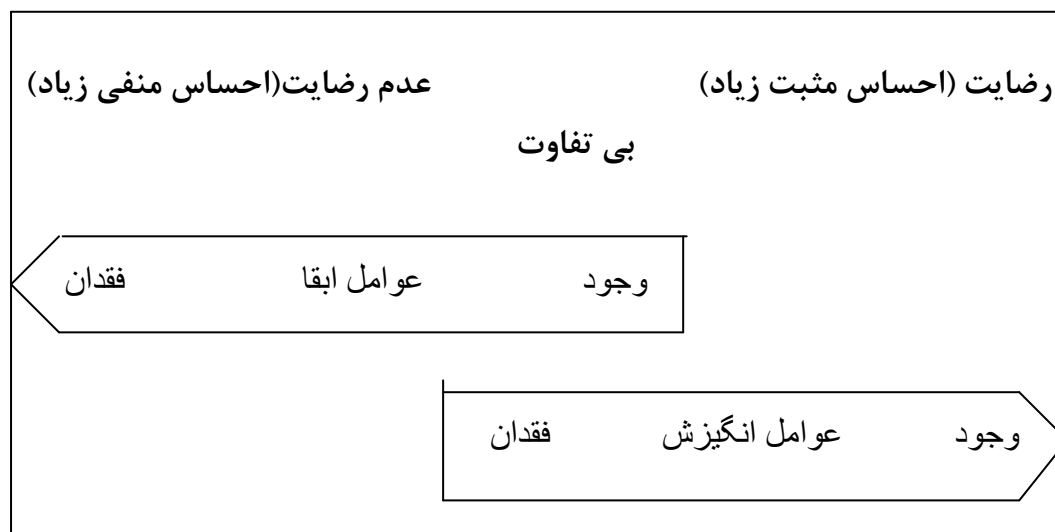 رضایت (احساس مثبت زیاد) عدم رضایت(احساس منفی زیاد)
بی تفاوت
وجود عوامل ابقا فقدان
وجود عوامل انگیزش فقدان